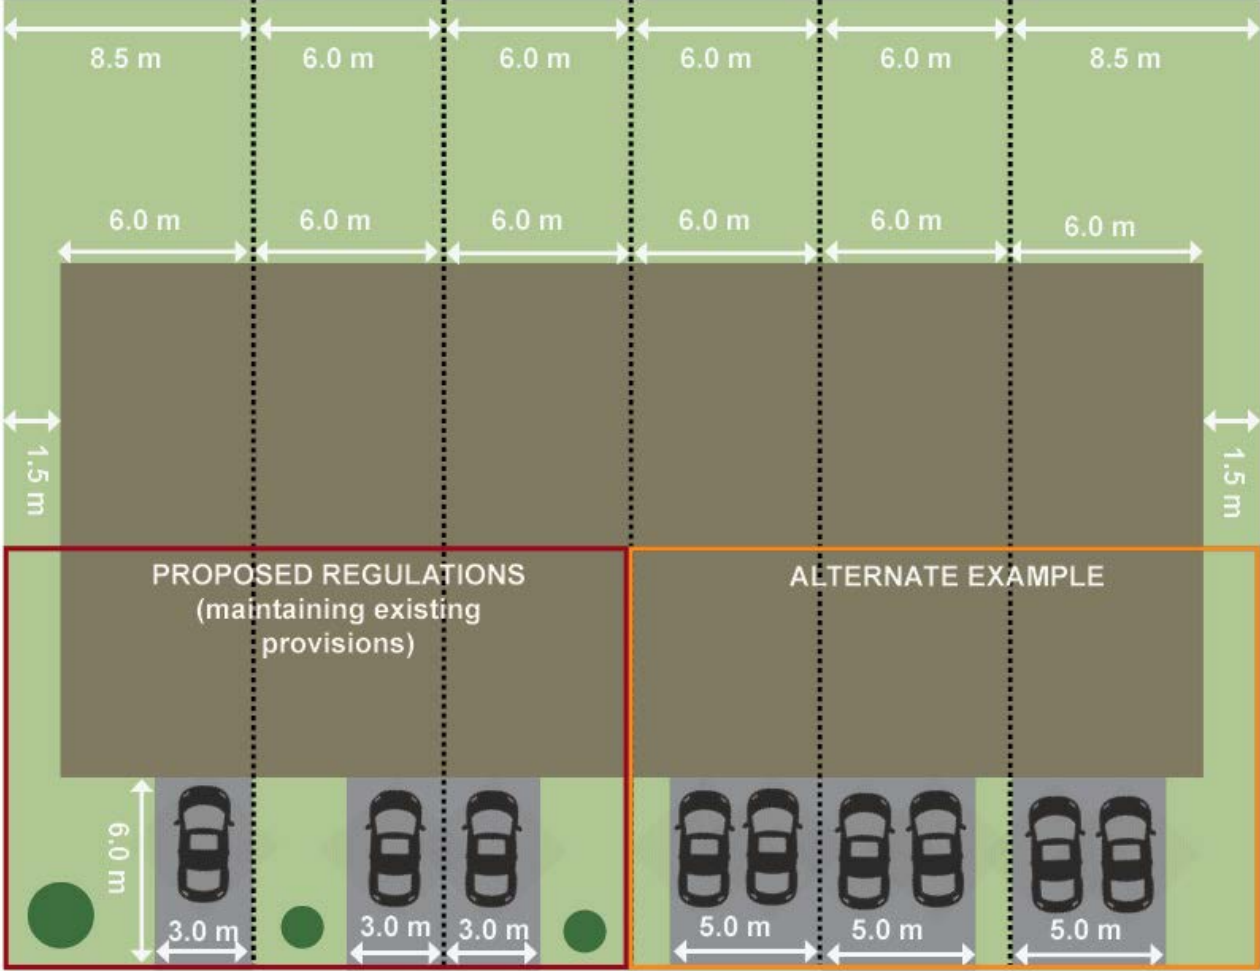 8.5 m 6.0 m 6.0 m 6.0 m 6.0 m 8.5 m
6.0 m 6.0 m 6.0 m 6.0 m 6.0 m 6.0 m
1.5 m
1.5 m
PROPOSED REGULATIONS
(maintaining existing
provisions)
ALTERNATE EXAMPLE
6.0 m
3.0 m 3.0 m 3.0 m 5.0 m 5.0 m 5.0 m